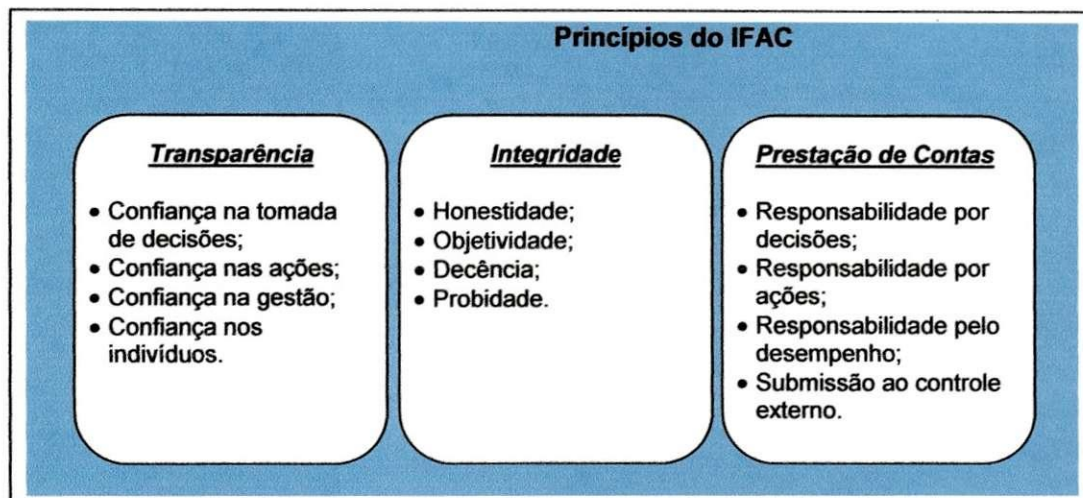 Princípios do IFAC
Transparência
• Confiança na tomada
de decisões;
• Confiança nas ações;
• Confiança na gestão;
• Confiança nos
indivíduos.
Integridade
• Honestidade;
• Objetividade;
• Decência;
• Probidade.
Prestação de Contas
• Responsabilidade por
decisões;
• Responsabilidade por
ações;
• Responsabilidade pelo
desempenho;
• Submissão ao controle
externo.